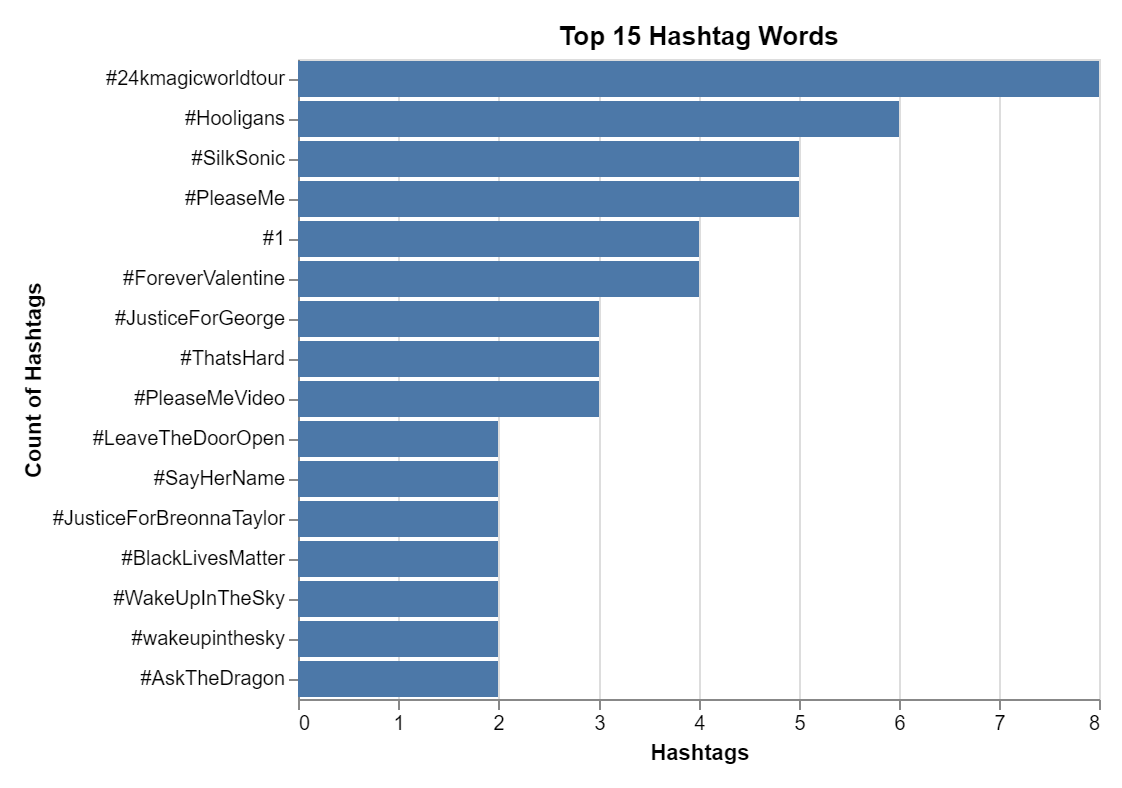 Top 15 Hashtag Words
#24kmagicworldtour
#Hooligans
#SilkSonic
#PleaseMe
#1
#ForeverValentine
#JusticeForGeorge
#ThatsHard
#PleaseMeVideo
#LeaveTheDoorOpen
#SayHerName
#JusticeForBreonnaTaylor
#BlackLivesMatter
#WakeUpInTheSky
#wakeupinthesky
#AskTheDragon
Count of Hashtags
0 1 2 3 4 5 6 7 8
Hashtags